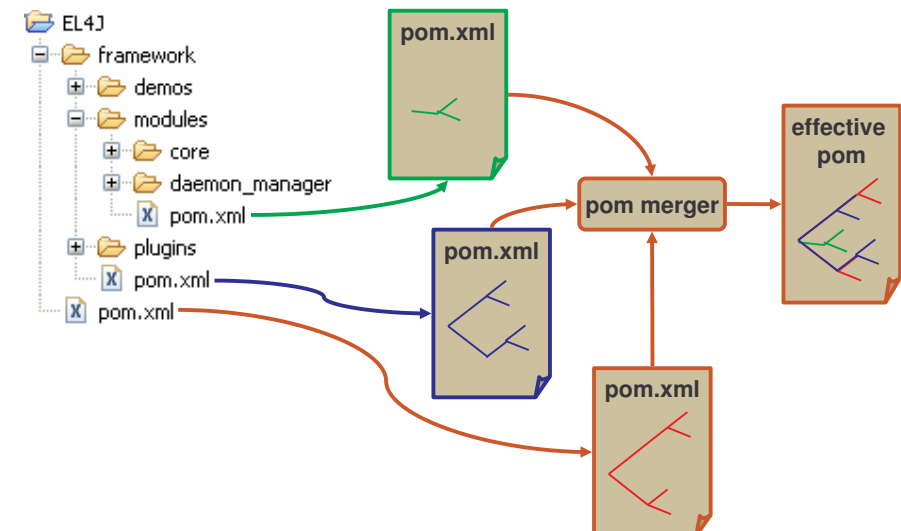 EL4J
framework
demos
modules
core
daemon_manager
pom.xml
plugins
pom.xml
pom.xml
pom.xml
pom.xml
pom.xml
pom merger
effective
pom